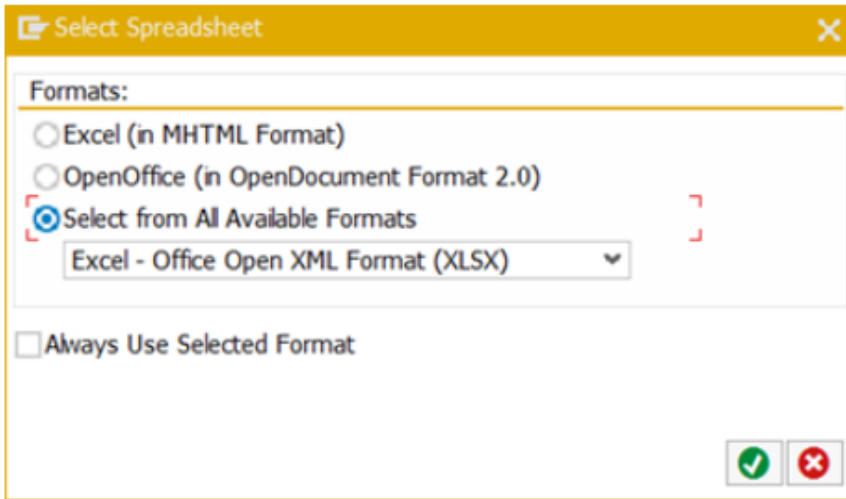 Select Spreadsheet
Formats:
Excel (in MHTML Format)
OpenOffice (in OpenDocument Format 2.0)
Select from All Available Formats
Excel - Office Open XML Format (XLSX)
Always Use Selected Format